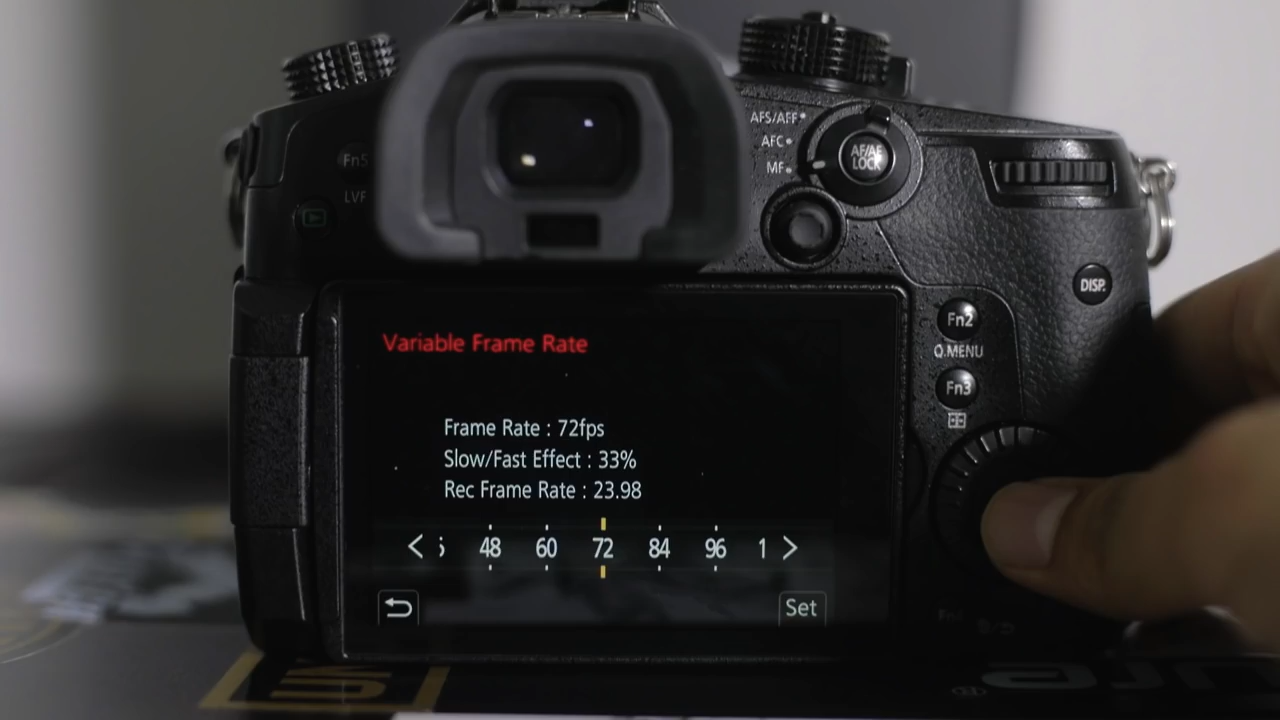 AFS/AFF
AFC
MF
AF/AE
LOCK
Fn5
LVF
DISP.
Fn2
Q.MENU
Fn3
Variable Frame Rate
Frame Rate : 72fps
Slow/Fast Effect : 33%
Rec Frame Rate : 23.98
48 60 72 84 96 1
Set